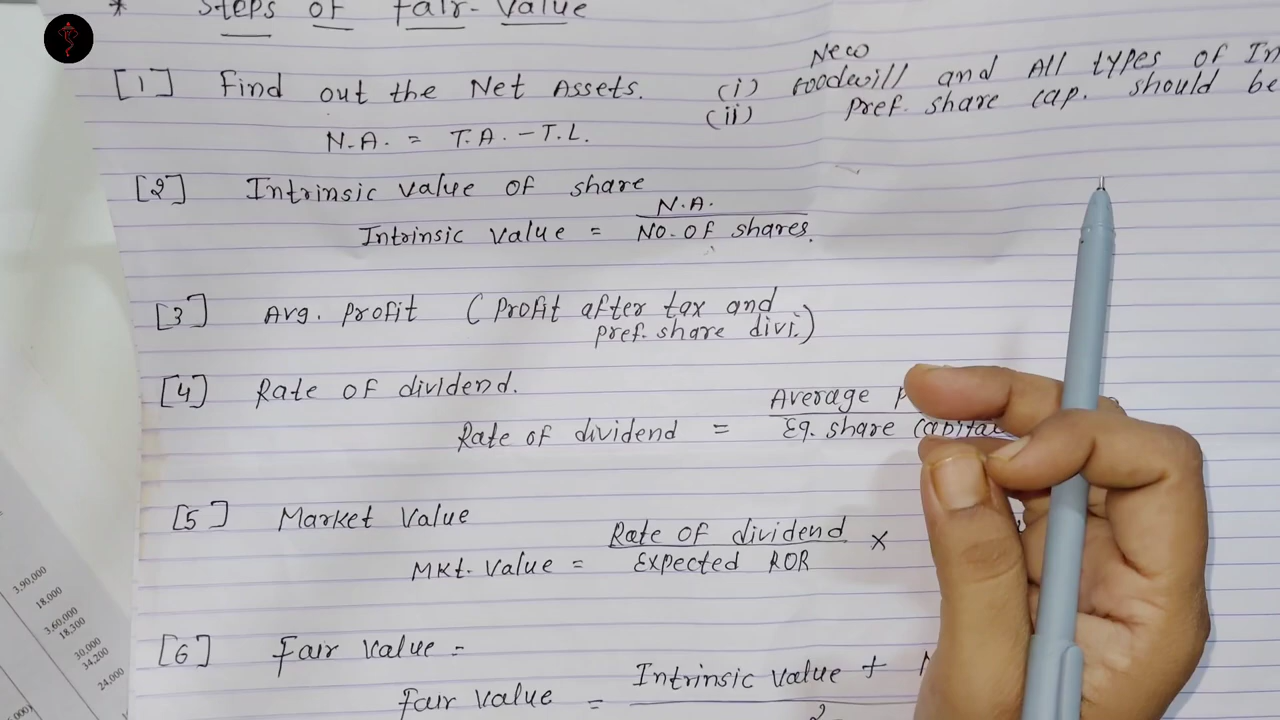 * Steps of Fair-Value
[1] Find out the Net Assets. (i) New Goodwill and All types of In
(ii) Pref. share cap. should be
N.A. = T.A. - T.L.
[2] Intrinsic value of share
Intrinsic value = N.A. / No. of shares.
[3] Avg. Profit (Profit after tax and
pref. share divi.)
[4] Rate of dividend.
Rate of dividend = Average P / Eq. share capital
[5] Market Value
Mkt. value = Rate of dividend / Expected ROR ×
[6] Fair value -
Fair value = Intrinsic value + / 2
3,90,000
18,000
3,60,000
18,300
30,000
34,200
24,000